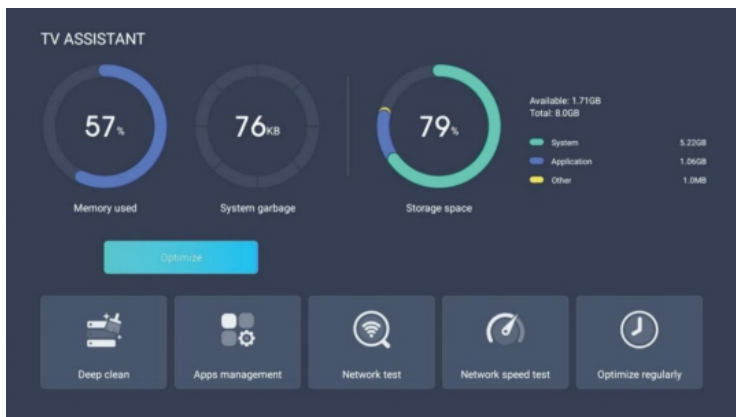 TV ASSISTANT
57%
Memory used
76KB
System garbage
79%
Storage space
Available: 1.71GB
Total: 8.0GB
System 5.22GB
Application 1.06GB
Other 1.0MB
Optimize
Deep clean
Apps management
Network test
Network speed test
Optimize regularly